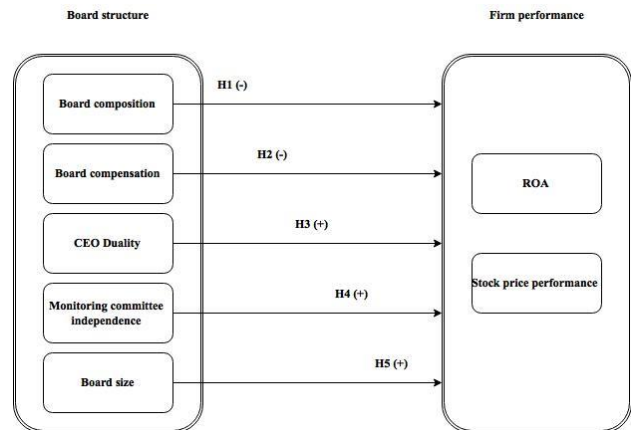 Board structure
Firm performance
Board composition
H1 (-)
Board compensation
H2 (-)
ROA
CEO Duality
H3 (+)
Stock price performance
Monitoring committee
independence
H4 (+)
Board size
H5 (+)